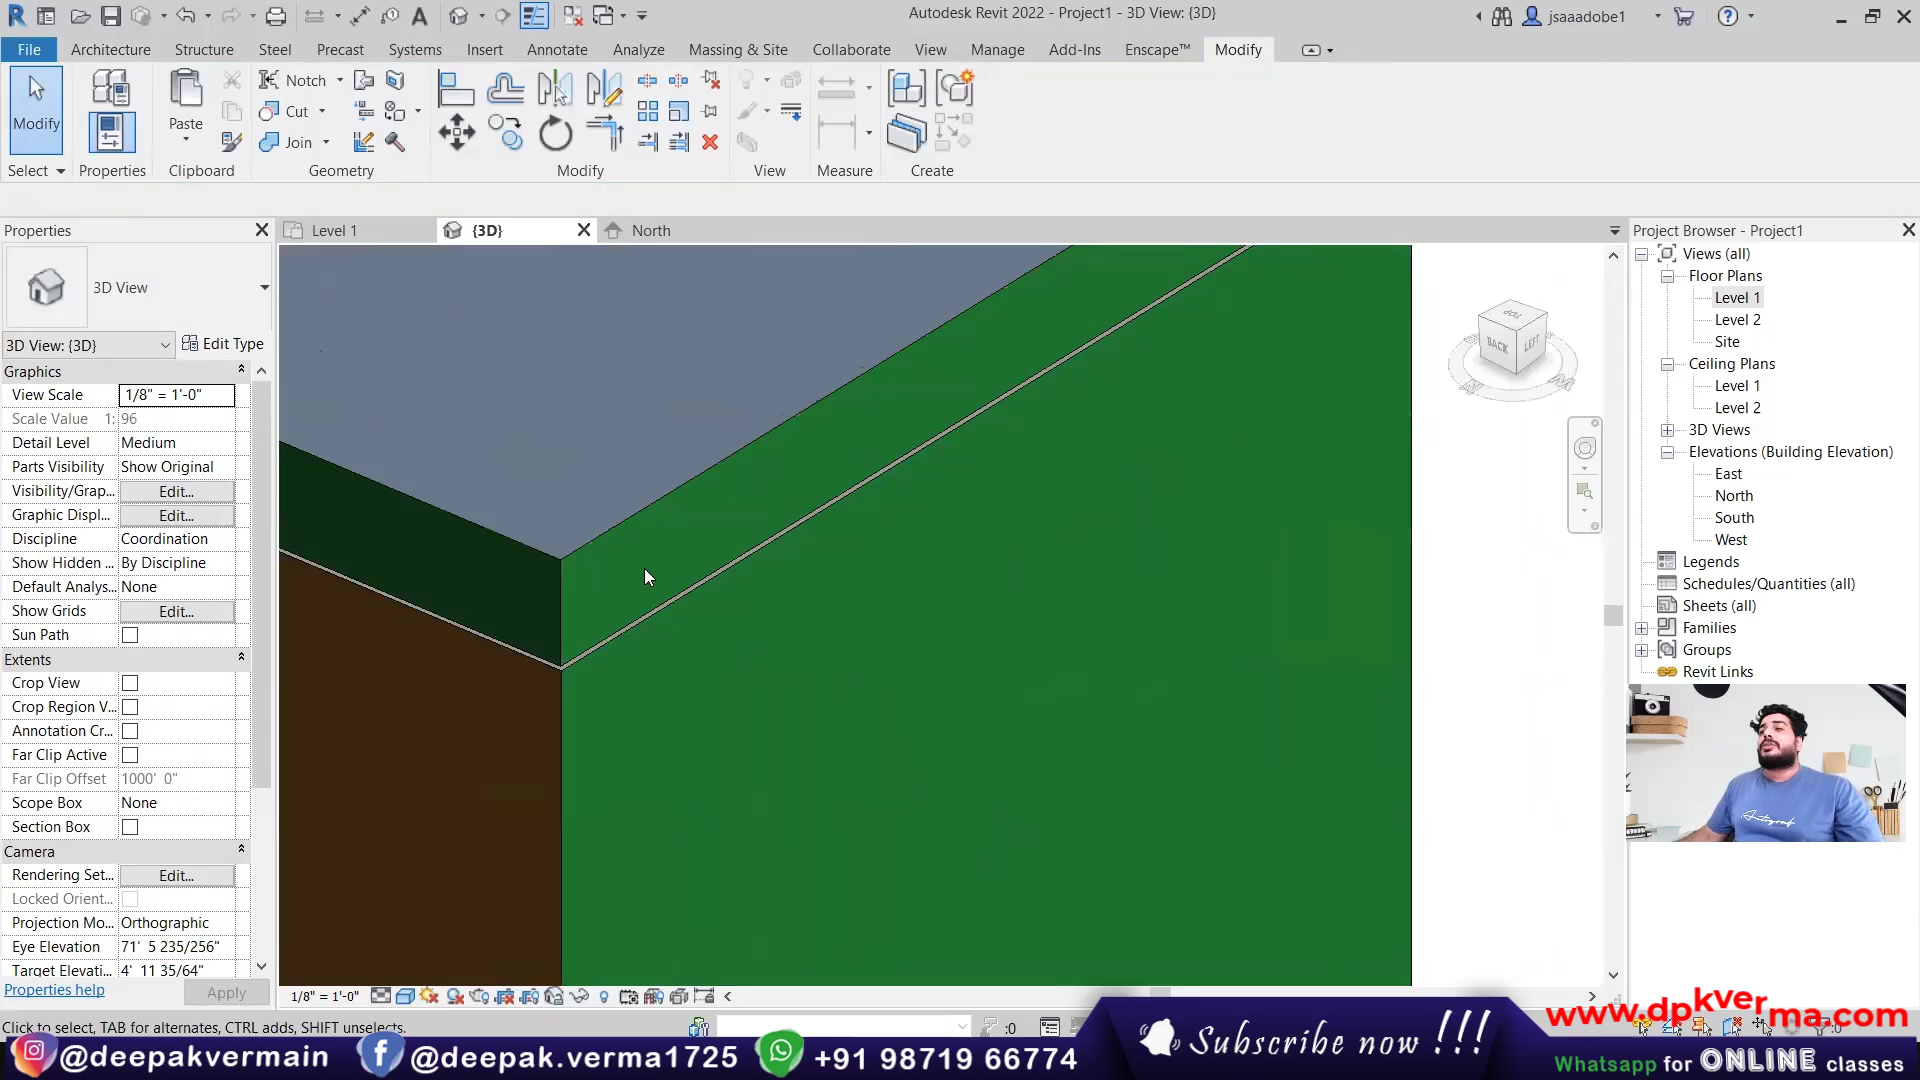 Autodesk Revit 2022 - Project1 - 3D View: {3D}
jsaaadobe1
File Architecture Structure Steel Precast Systems Insert Annotate Analyze Massing & Site Collaborate View Manage Add-Ins Enscape™ Modify
Modify
Paste
Notch
Cut
Join
Select Properties Clipboard Geometry Modify View Measure Create
Properties
Level 1
{3D}
North
Project Browser - Project1
3D View
3D View: {3D}
Edit Type
Graphics
View Scale 1/8" = 1'-0"
Scale Value 1: 96
Detail Level Medium
Parts Visibility Show Original
Visibility/Grap... Edit...
Graphic Displ... Edit...
Discipline Coordination
Show Hidden ... By Discipline
Default Analys... None
Show Grids Edit...
Sun Path
Extents
Crop View
Crop Region V...
Annotation Cr...
Far Clip Active
Far Clip Offset 1000' 0"
Scope Box None
Section Box
Camera
Rendering Set... Edit...
Locked Orient...
Projection Mo... Orthographic
Eye Elevation 71' 5 235/256"
Target Elevati... 4' 11 35/64"
Properties help
Apply
TOP
BACK
LEFT
Views (all)
Floor Plans
Level 1
Level 2
Site
Ceiling Plans
Level 1
Level 2
3D Views
Elevations (Building Elevation)
East
North
South
West
Legends
Schedules/Quantities (all)
Sheets (all)
Families
Groups
Revit Links
1/8" = 1'-0"
Click to select, TAB for alternates, CTRL adds, SHIFT unselects.
:0
@deepakvermain
@deepak.verma1725
+91 98719 66774
Subscribe now !!!
www.dpkverma.com
Whatsapp for ONLINE classes